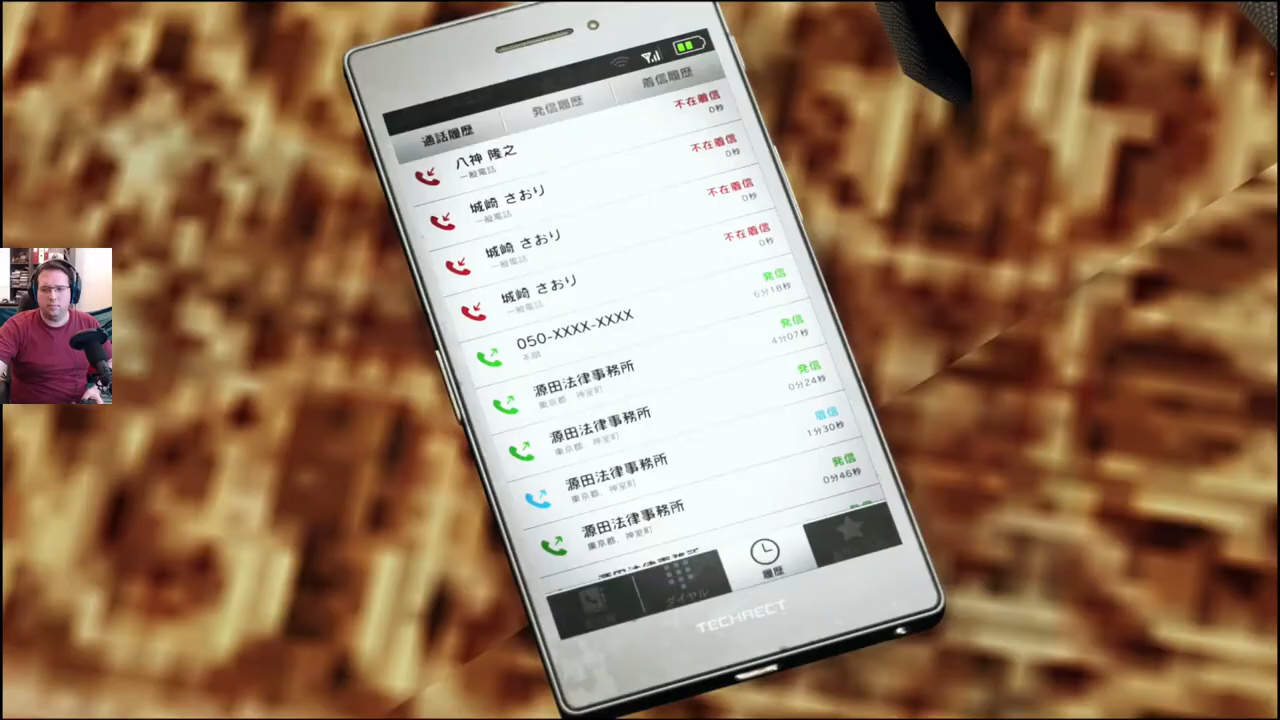 通話履歴
発信履歴
着信履歴
八神 隆之
一般電話
不在着信
0秒
城崎 さおり
一般電話
不在着信
0秒
城崎 さおり
一般電話
不在着信
0秒
城崎 さおり
一般電話
不在着信
0秒
050-XXXX-XXXX
不明
発信
6分18秒
源田法律事務所
東京都、神室町
発信
4分07秒
源田法律事務所
東京都、神室町
発信
0分24秒
源田法律事務所
東京都、神室町
着信
1分30秒
源田法律事務所
東京都、神室町
発信
0分46秒
源田法律事務所
ダイヤル
履歴
TECHRECT